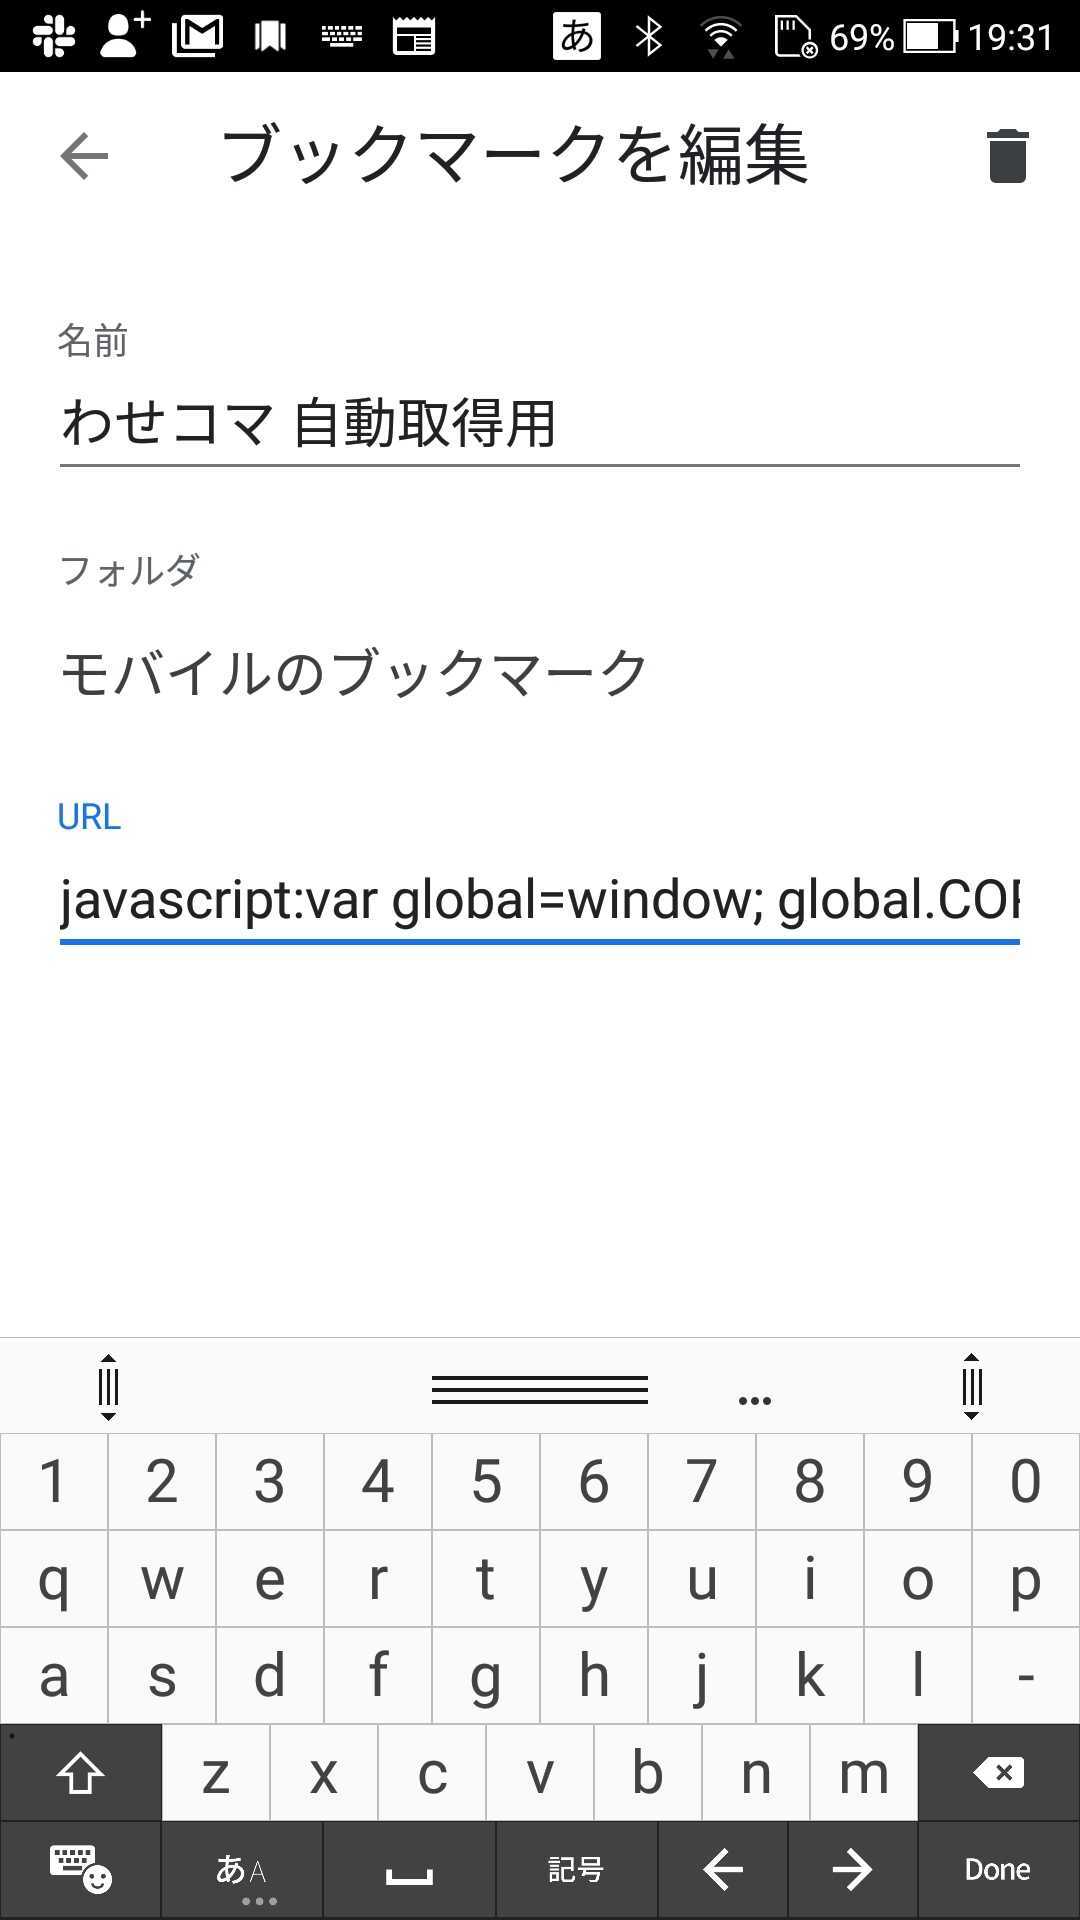 あ 69% 19:31
ブックマークを編集
名前
わせコマ 自動取得用
フォルダ
モバイルのブックマーク
URL
javascript:var global=window; global.COR
...
1 2 3 4 5 6 7 8 9 0
q w e r t y u i o p
a s d f g h j k l -
z x c v b n m
あA 記号 Done